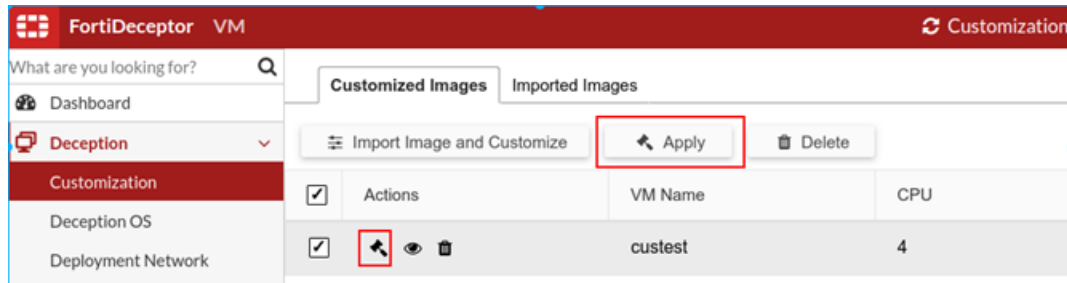 FortiDeceptor VM
Customization
What are you looking for?
Customized Images
Imported Images
Dashboard
Deception
Import Image and Customize
Apply
Delete
Customization
Actions
VM Name
CPU
Deception OS
custest
4
Deployment Network